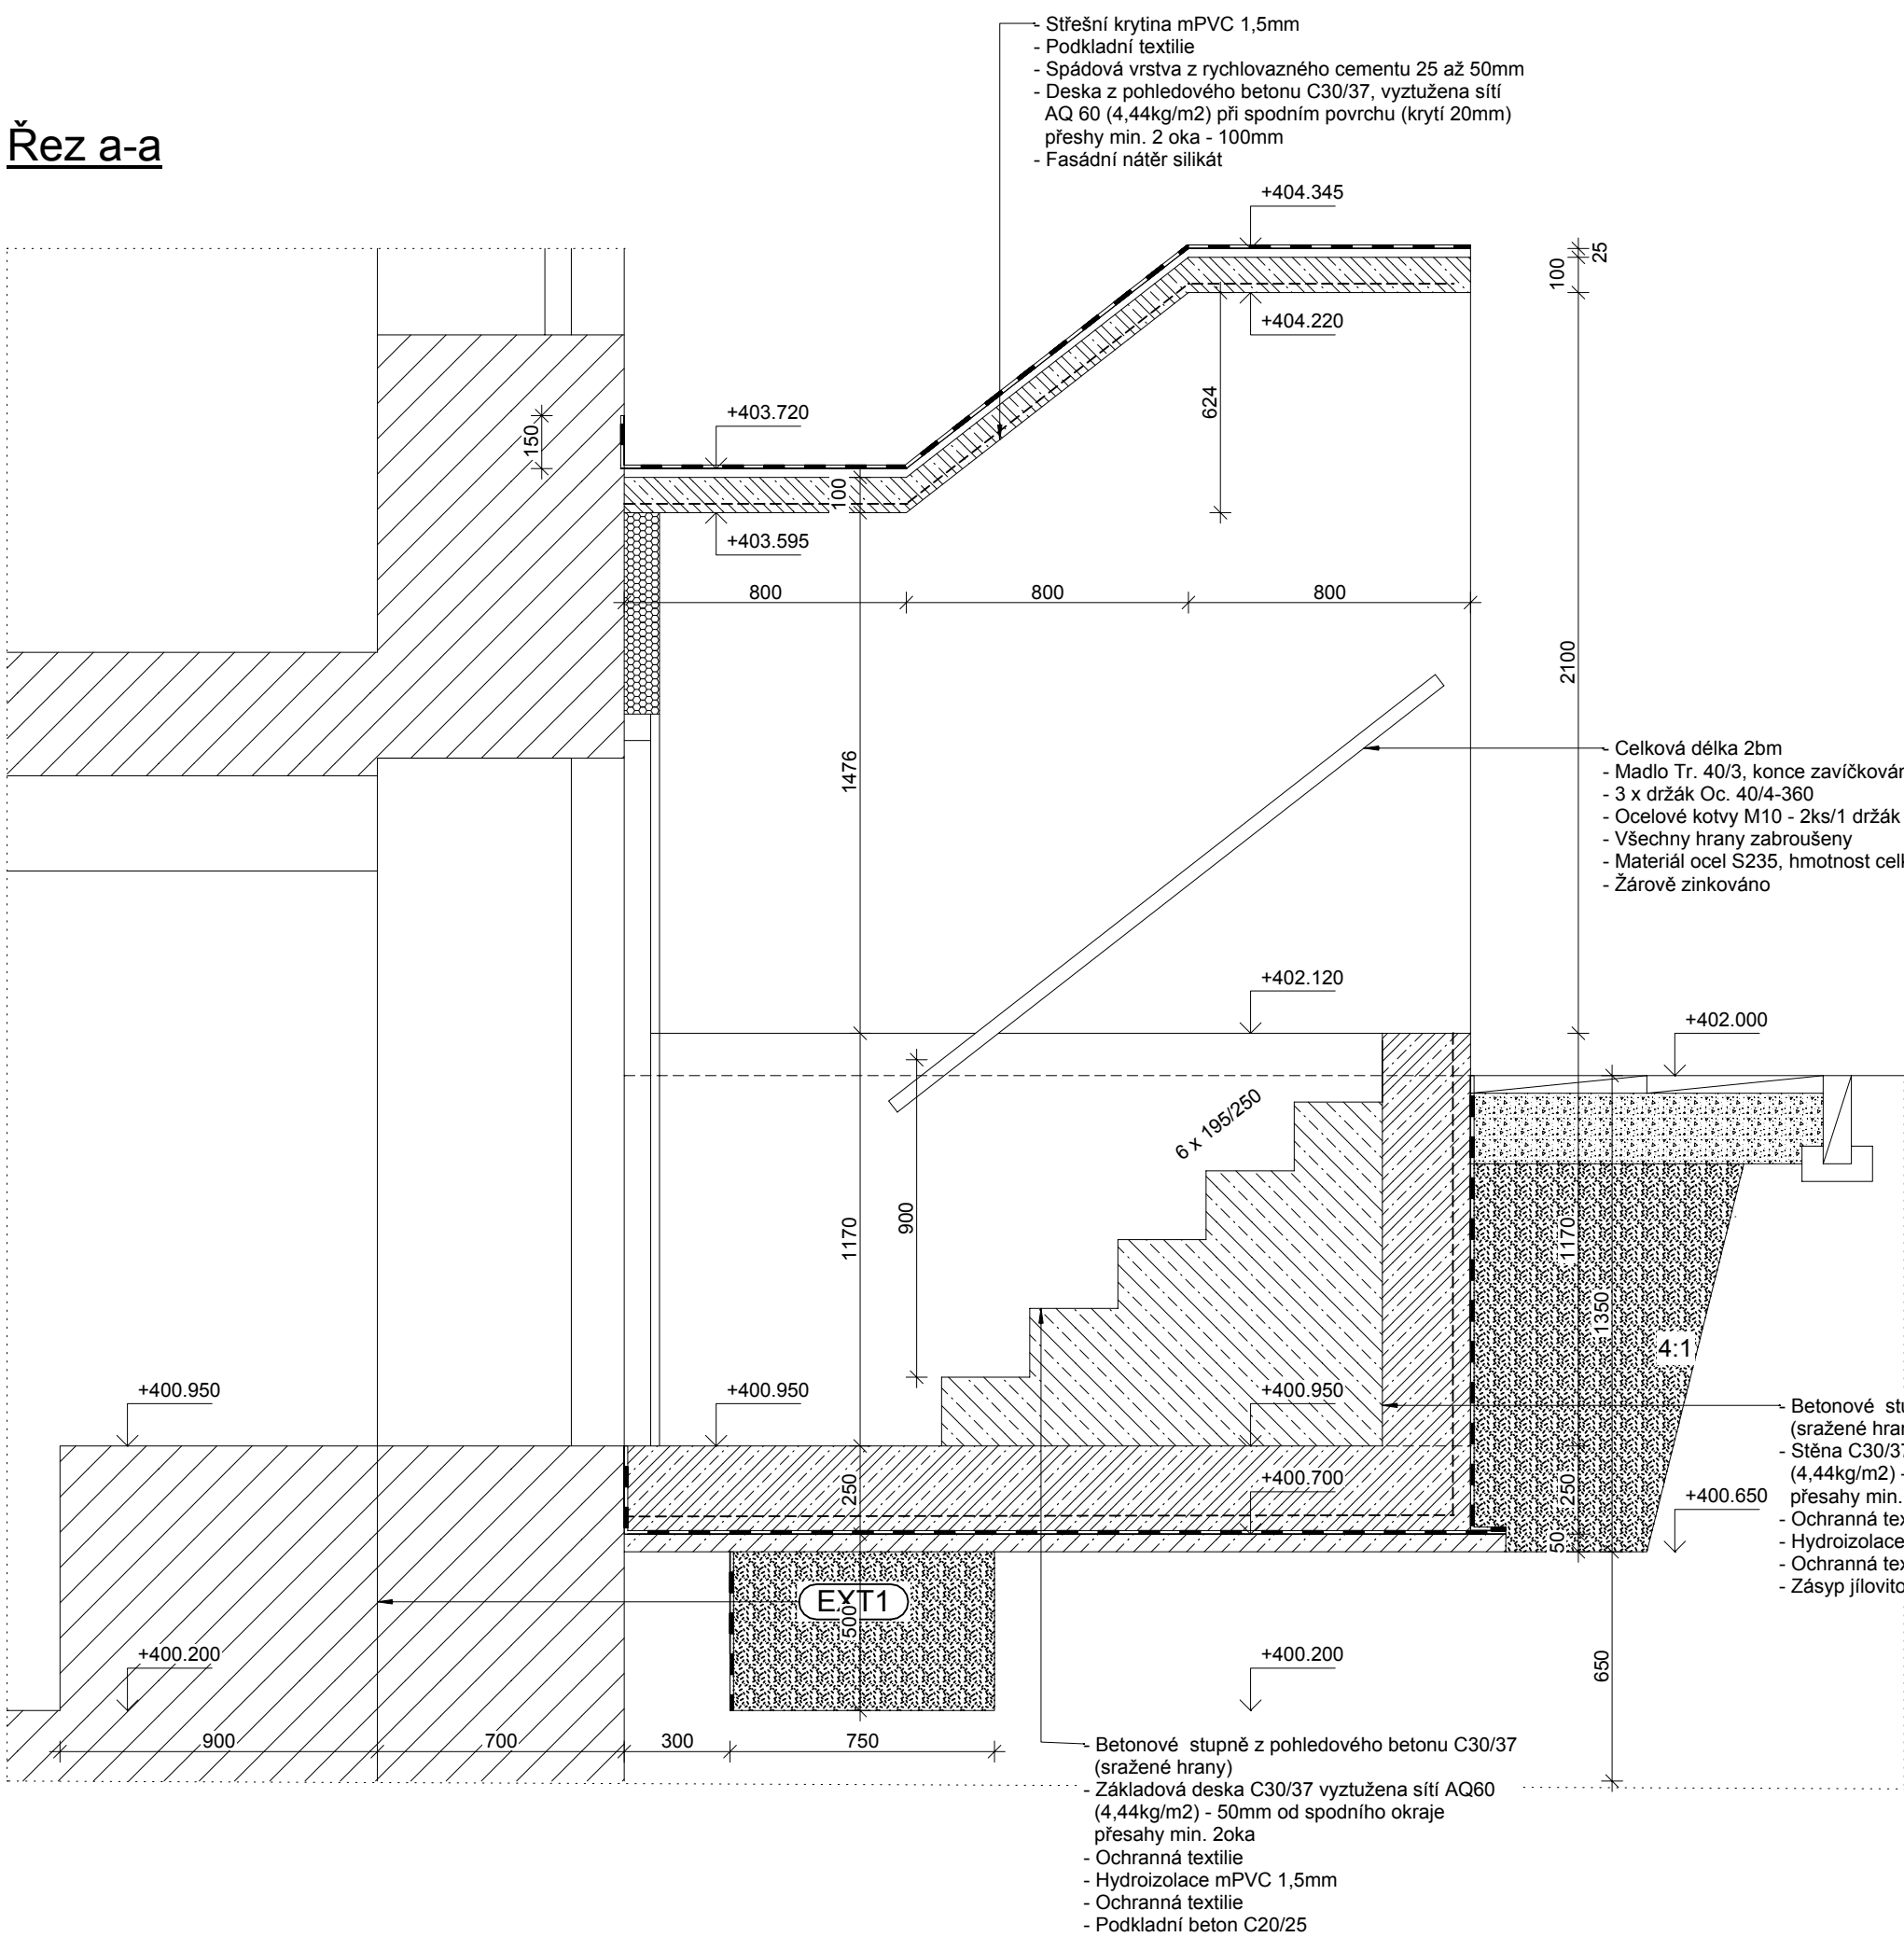 - Střešní krytina mPVC 1,5mm
- Podkladní textilie
- Spádová vrstva z rychlovazného cementu 25 až 50mm
- Deska z pohledového betonu C30/37, vyztužena sítí
AQ 60 (4,44kg/m2) při spodním povrchu (krytí 20mm)
přeshy min. 2 oka - 100mm
- Fasádní nátěr silikát
Řez a-a
+404.345
25
100
+404.220
624
+403.720
150
100
+403.595
800
800
800
2100
1476
- Celková délka 2bm
- Madlo Tr. 40/3, konce zavíčková
- 3 x držák Oc. 40/4-360
- Ocelové kotvy M10 - 2ks/1 držák
- Všechny hrany zabroušeny
- Materiál ocel S235, hmotnost cel
- Žárově zinkováno
+402.120
+402.000
6 x 195/250
900
1170
1170
1350
4:1
+400.950
+400.950
+400.950
- Betonové stu
(sražené hra
- Stěna C30/37
(4,44kg/m2) -
přesahy min.
- Ochranná te
- Hydroizolace
- Ochranná te
- Zásyp jílovito
250
+400.700
250
+400.650
50
EXT1
500
+400.200
+400.200
650
900
700
300
750
- Betonové stupně z pohledového betonu C30/37
(sražené hrany)
- Základová deska C30/37 vyztužena sítí AQ60
(4,44kg/m2) - 50mm od spodního okraje
přesahy min. 2oka
- Ochranná textilie
- Hydroizolace mPVC 1,5mm
- Ochranná textilie
- Podkladní beton C20/25